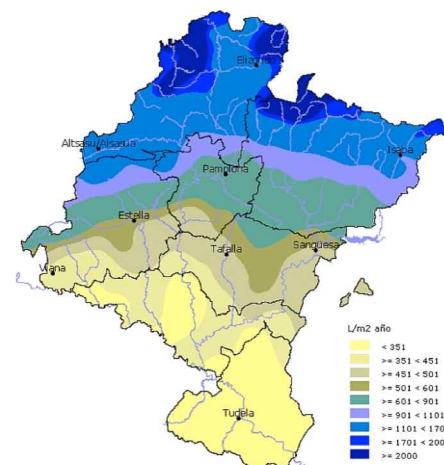 Elizondo
Altsasu/Alsasua
Isaba
Pamplona
Estella
Tafalla
Sangüesa
Viana
Tudela
L/m2 año
< 351
>= 351 < 451
>= 451 < 501
>= 501 < 601
>= 601 < 901
>= 901 < 1101
>= 1101 < 170
>= 1701 < 200
>= 2000